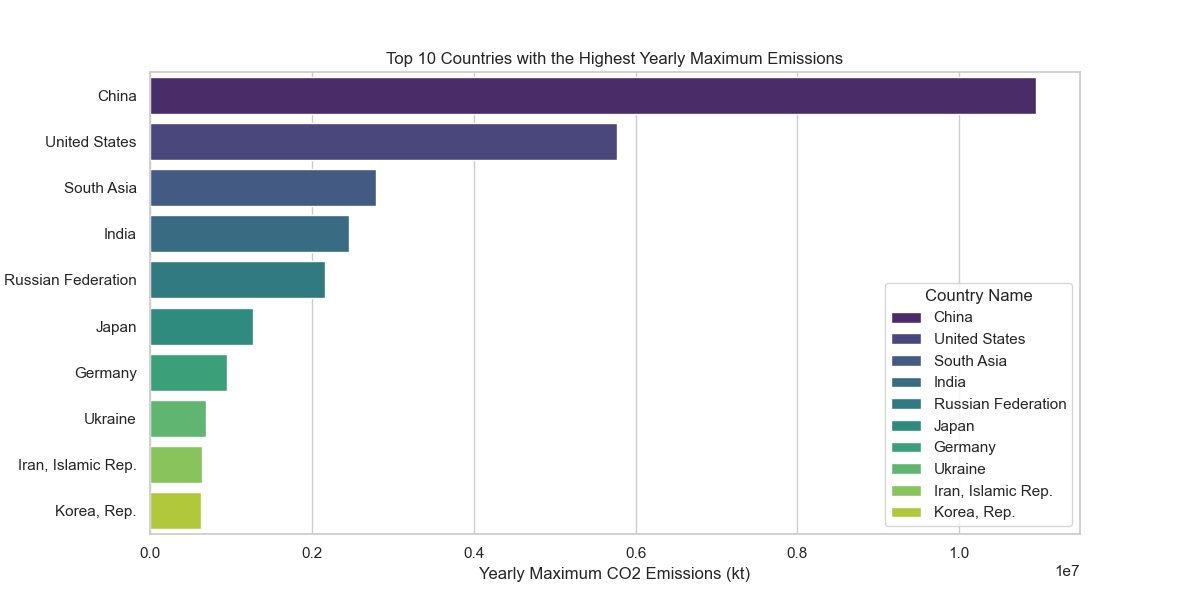 Top 10 Countries with the Highest Yearly Maximum Emissions
China
United States
South Asia
India
Russian Federation
Japan
Germany
Ukraine
Iran, Islamic Rep.
Korea, Rep.
Country Name
China
United States
South Asia
India
Russian Federation
Japan
Germany
Ukraine
Iran, Islamic Rep.
Korea, Rep.
0.0 0.2 0.4 0.6 0.8 1.0
1e7
Yearly Maximum CO2 Emissions (kt)